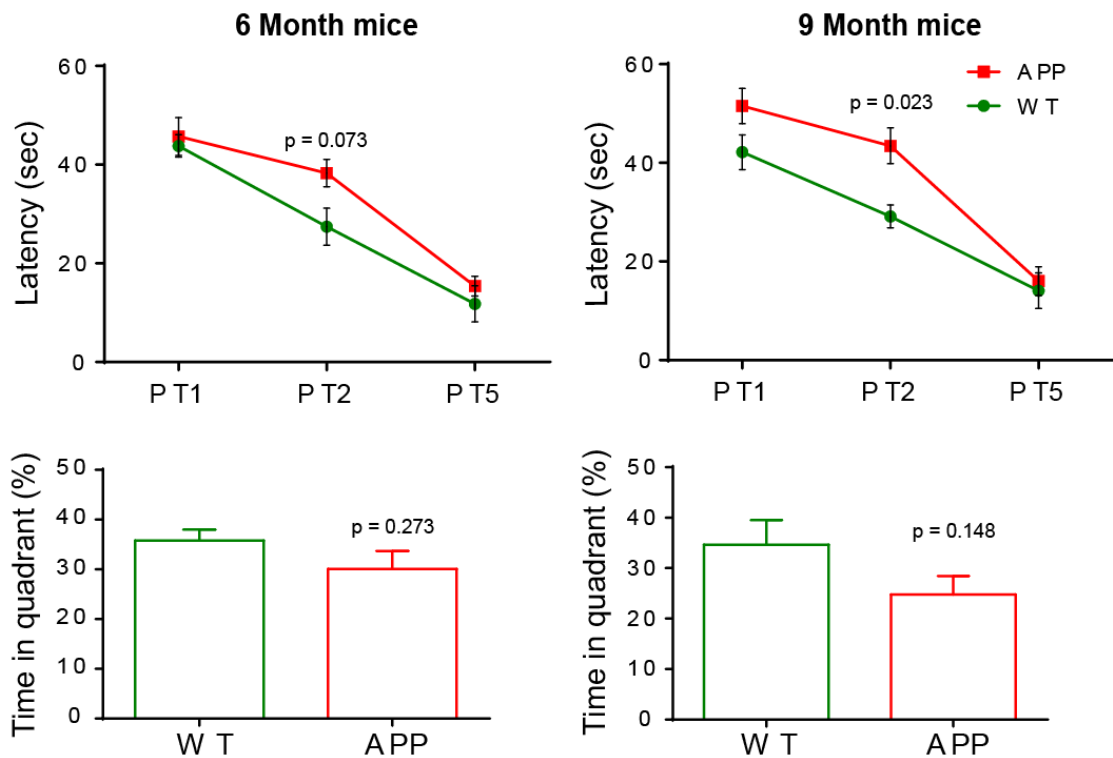 6 Month mice
60
40
20
0
Latency (sec)
p = 0.073
P T1 P T2 P T5
9 Month mice
60
40
20
0
Latency (sec)
p = 0.023
A PP
W T
P T1 P T2 P T5
50
40
30
20
10
0
Time in quadrant (%)
p = 0.273
W T A PP
50
40
30
20
10
0
Time in quadrant (%)
p = 0.148
W T A PP